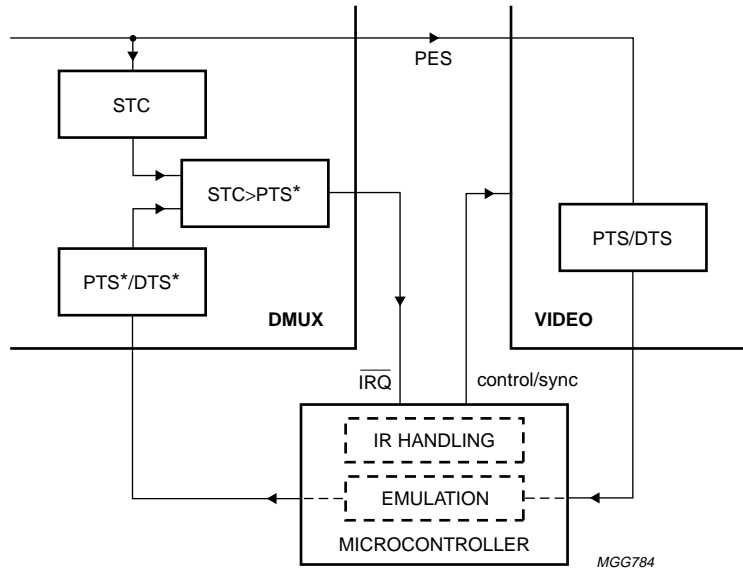 PES
STC
STC>PTS*
PTS/DTS
PTS*/DTS*
DMUX
VIDEO
IRQ
control/sync
IR HANDLING
EMULATION
MICROCONTROLLER
MGG784